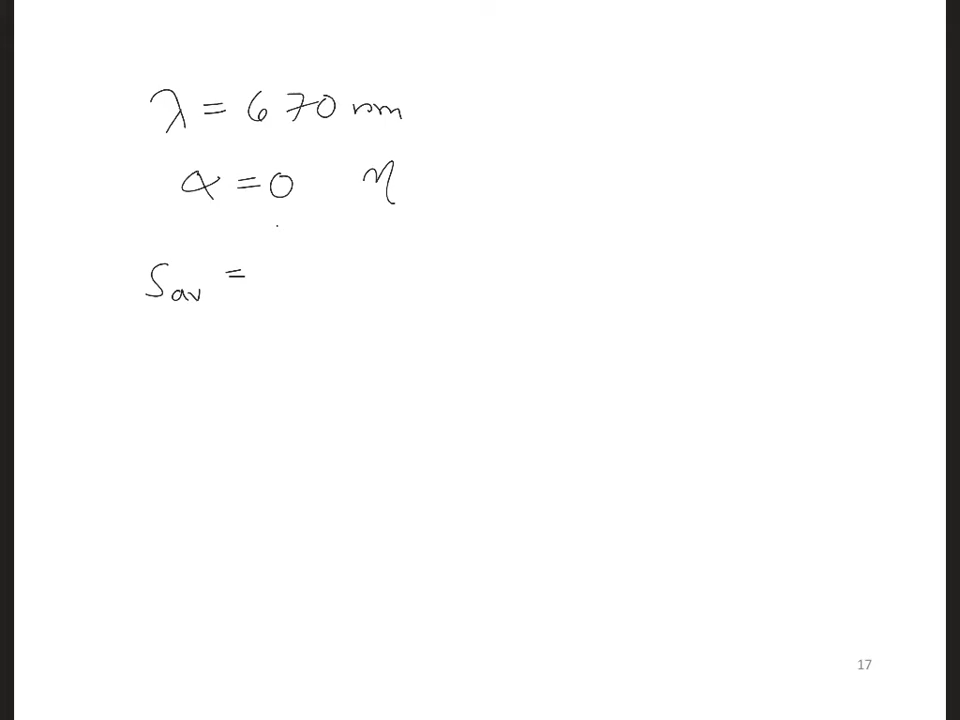 λ = 670 nm
α = 0 η
S_av =
17